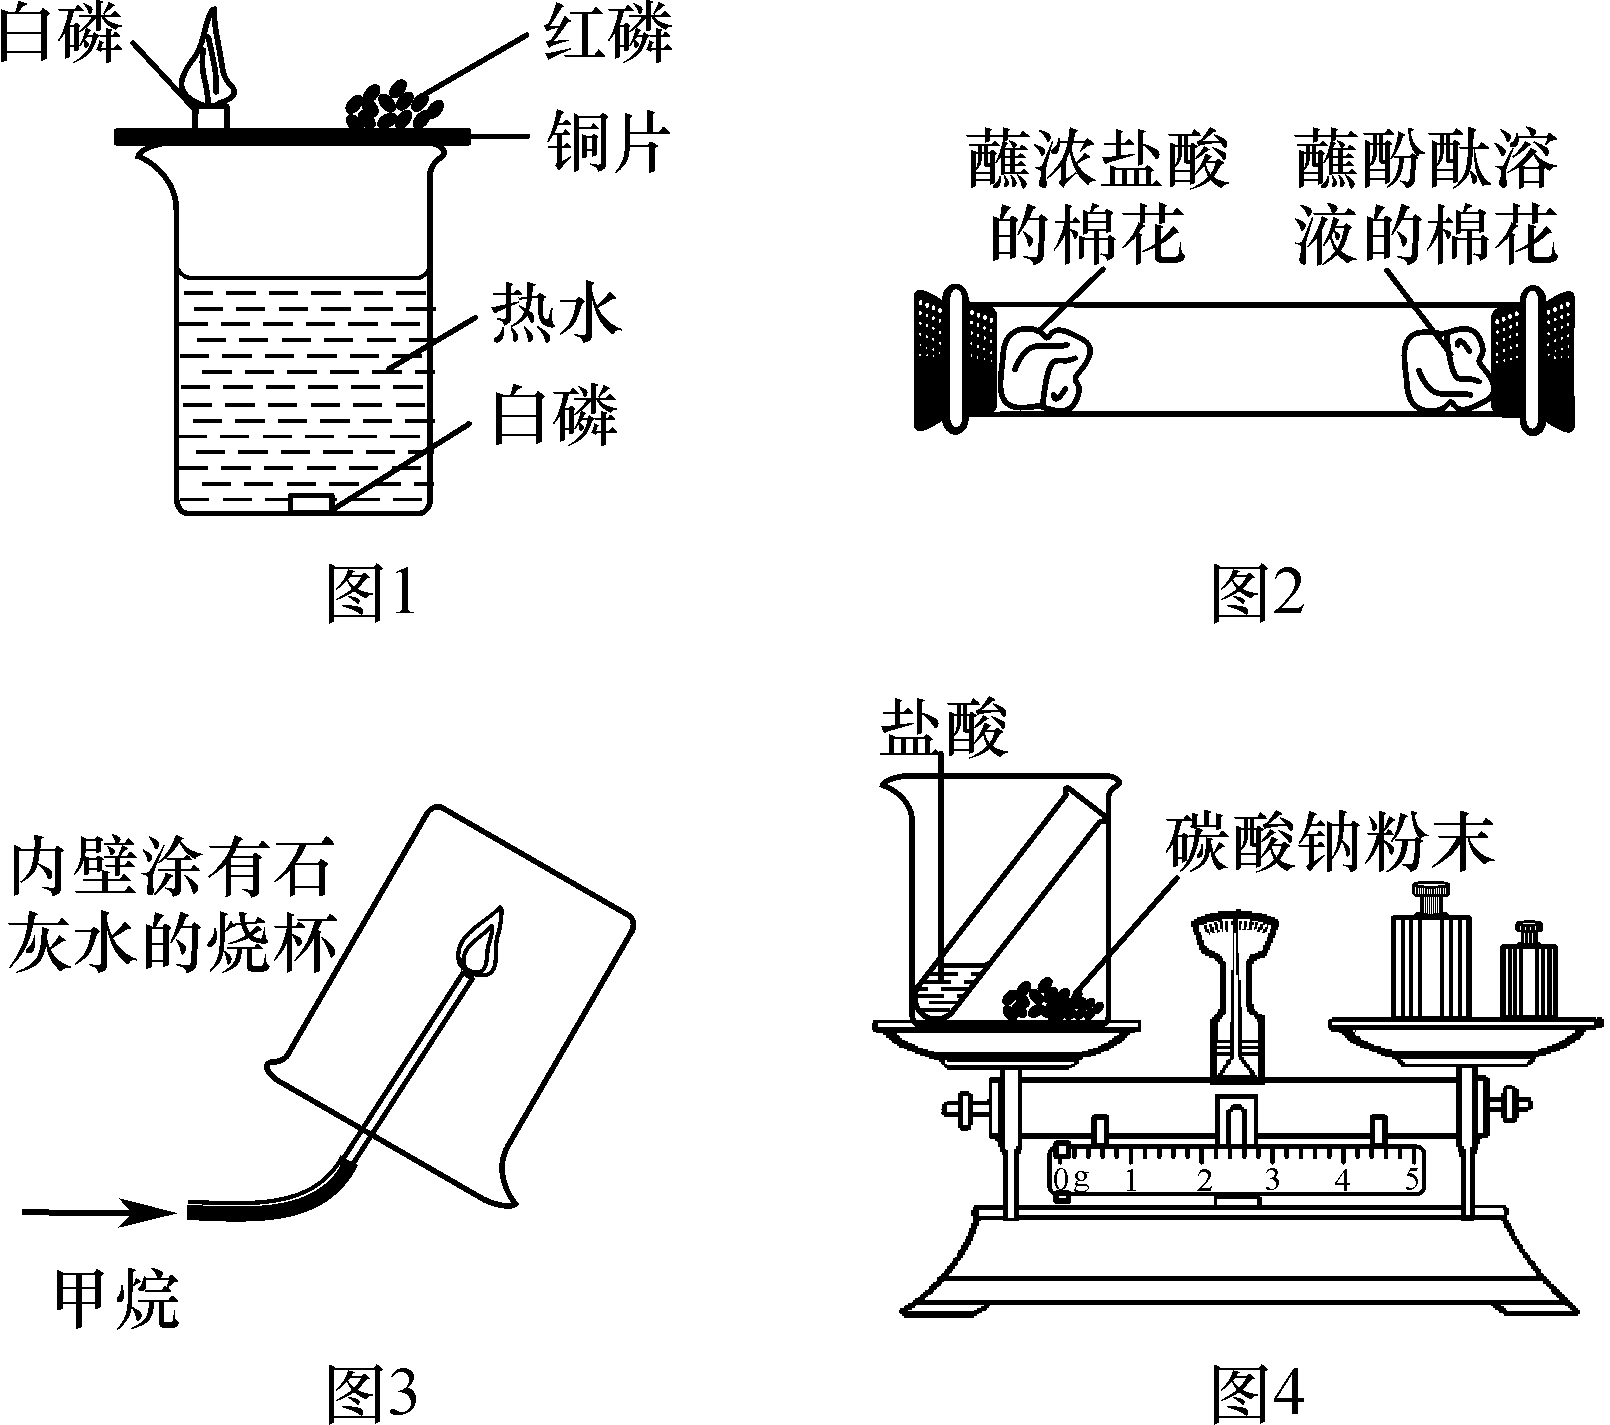 白磷
红磷
铜片
热水
白磷
图1
蘸浓盐酸
的棉花
蘸酚酞溶
液的棉花
图2
内壁涂有石
灰水的烧杯
甲烷
图3
盐酸
碳酸钠粉末
0g 1 2 3 4 5
图4